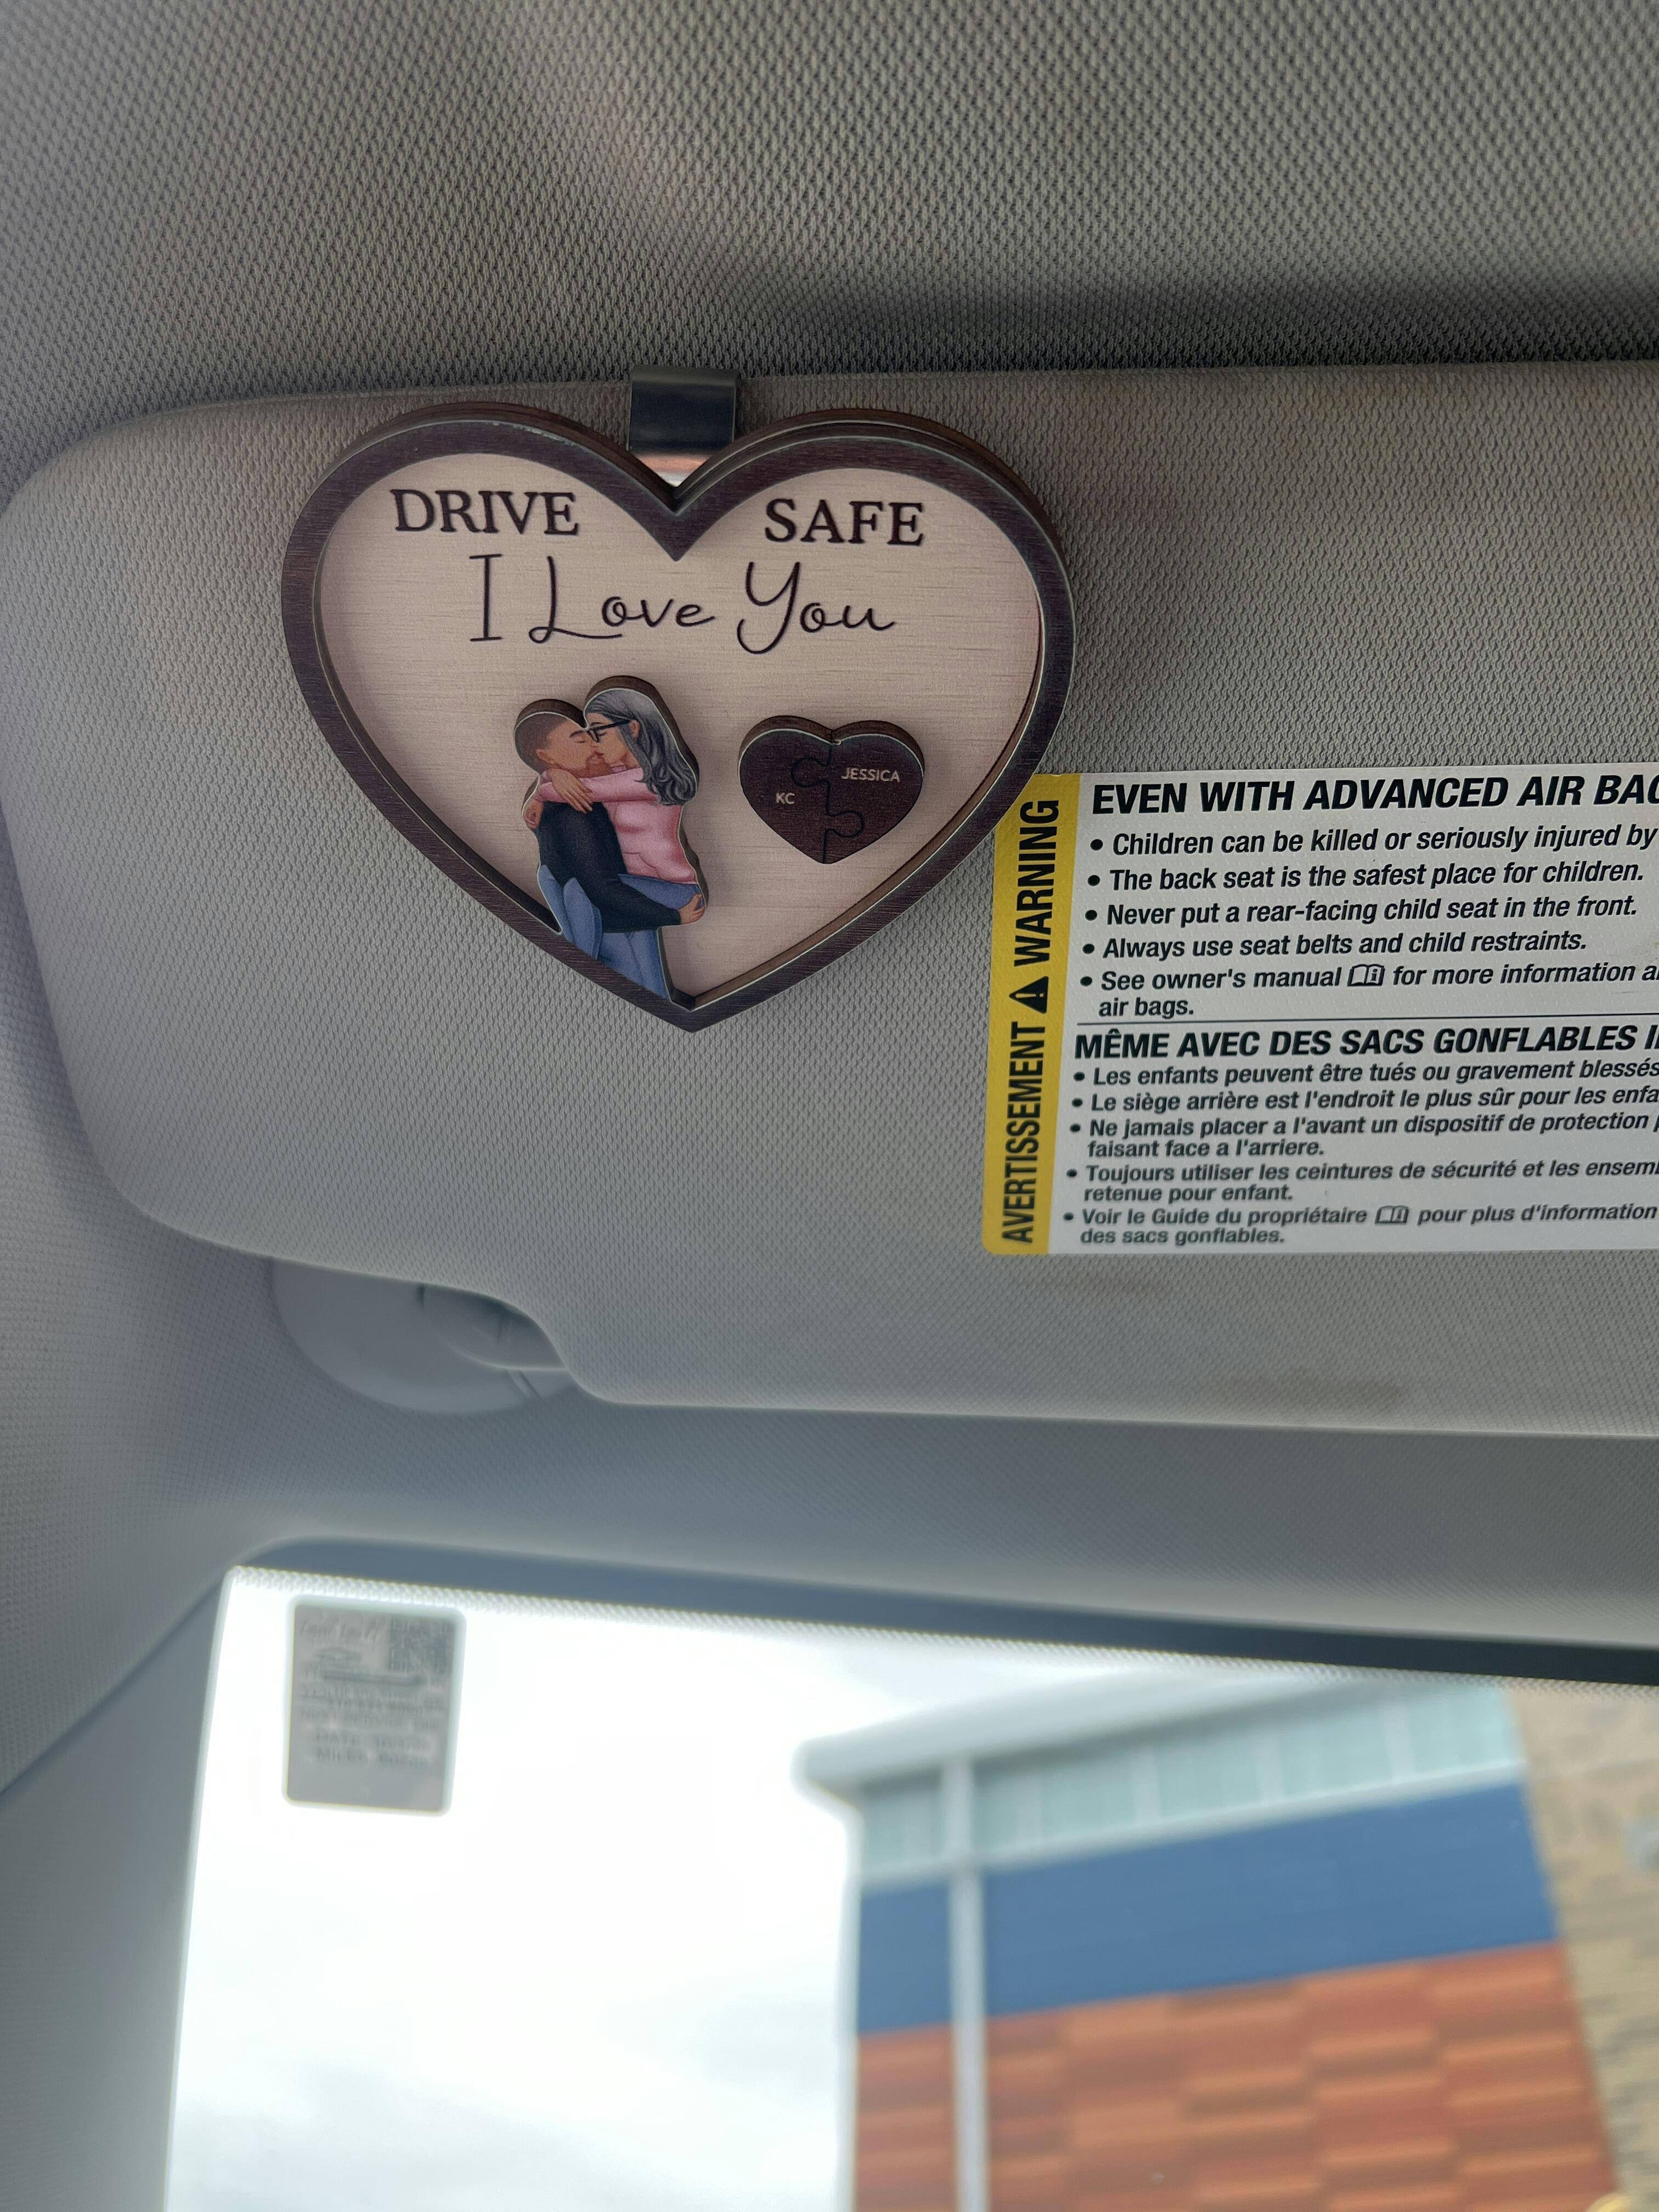 DRIVE SAFE
I Love You
JESSICA
KC
WARNING
AVERTISSEMENT
EVEN WITH ADVANCED AIR
• Children can be killed or seriously injured by
• The back seat is the safest place for children.
• Never put a rear-facing child seat in the front.
• Always use seat belts and child restraints.
• See owner's manual for more information
air bags.
MÊME AVEC DES SACS GONFLABLES
• Les enfants peuvent être tués ou gravement blessés
• Le siège arrière est l'endroit le plus sûr pour les
• Ne jamais placer a l'avant un dispositif de protection
faisant face a l'arriere.
• Toujours utiliser les ceintures de sécurité et les
retenue pour enfant.
• Voir le Guide du propriétaire pour plus d'information
des sacs gonflables.